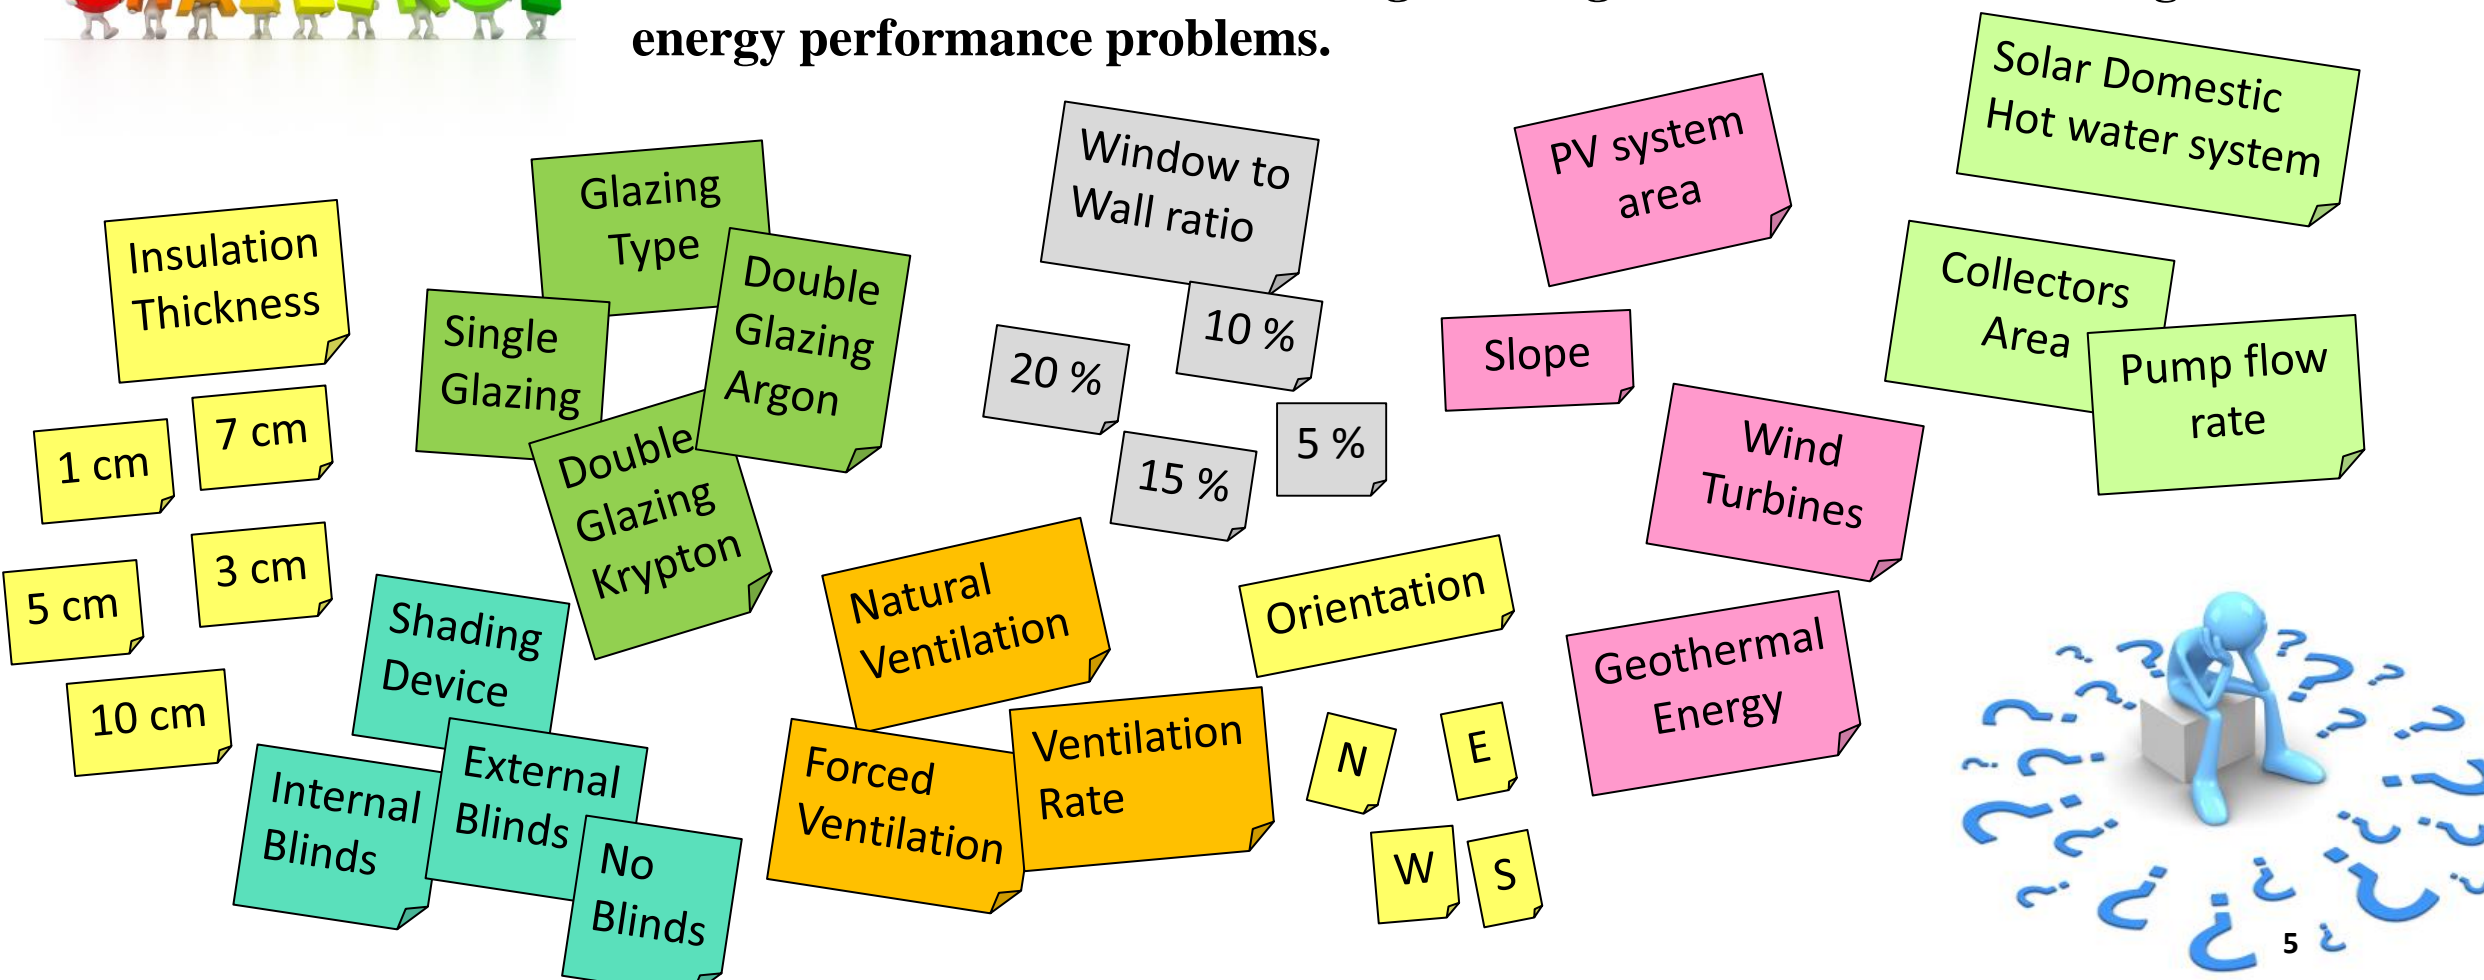 energy performance problems.
Solar Domestic
Hot water system
PV system
area
Window to
Wall ratio
Glazing
Type
Insulation
Thickness
Double
Glazing
Argon
Single
Glazing
Double
Glazing
Krypton
10 %
20 %
5 %
15 %
Slope
Collectors
Area
Pump flow
rate
Wind
Turbines
7 cm
1 cm
3 cm
5 cm
10 cm
Shading
Device
Internal
Blinds
External
Blinds
No
Blinds
Natural
Ventilation
Forced
Ventilation
Ventilation
Rate
Orientation
N
E
W
S
Geothermal
Energy
5